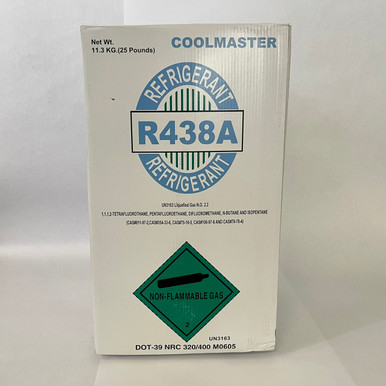 Net Wt.
11.3 KG.(25 Pounds)
COOLMASTER
REFRIGERANT
R438A
REFRIGERANT
UN3163 Liquefied Gas N.O. 2.2
1,1,1,2-TETRAFLUOROTHANE, PENTAFLUOROETHANE, DIFLUOROMETHANE, N-BUTANE AND ISOPENTANE
NON-FLAMMABLE GAS
2
UN3163
DOT-39 NRC 320/400 M0605